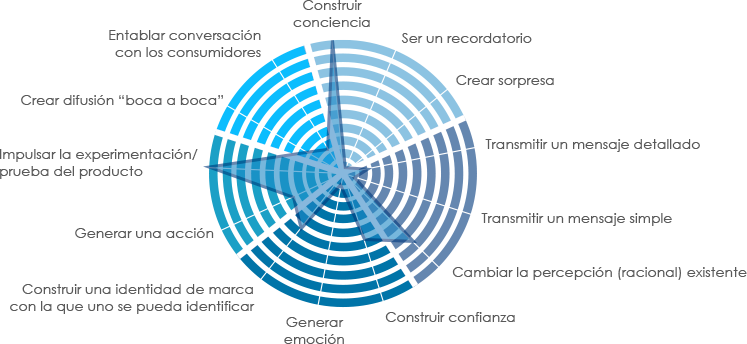 Construir
conciencia
Ser un recordatorio
Crear sorpresa
Transmitir un mensaje detallado
Transmitir un mensaje simple
Cambiar la percepción (racional) existente
Construir confianza
Generar
emoción
Construir una identidad de marca
con la que uno se pueda identificar
Generar una acción
Impulsar la experimentación/
prueba del producto
Crear difusión “boca a boca”
Entablar conversación
con los consumidores